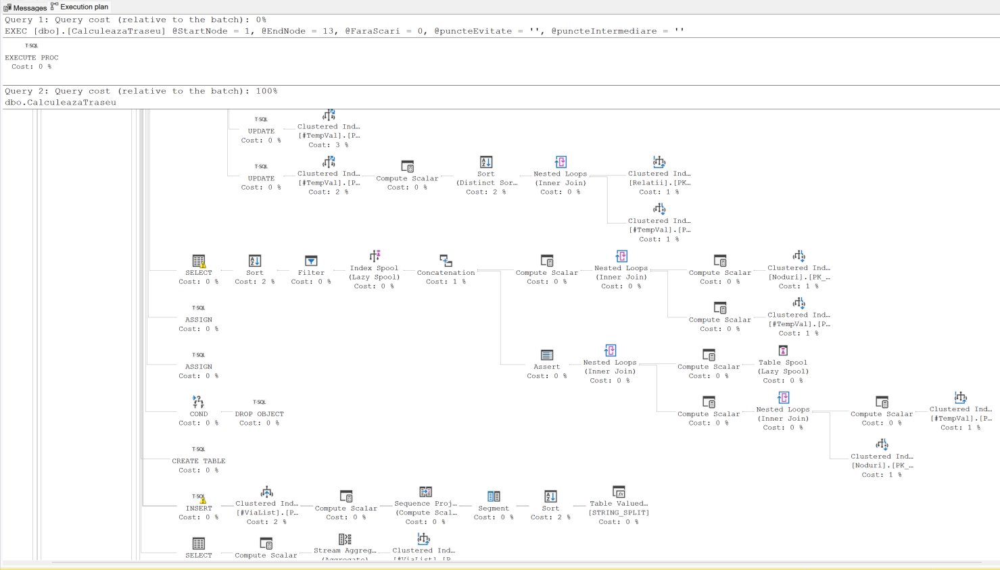 Messages Execution plan
Query 1: Query cost (relative to the batch): 0%
EXEC [dbo].[CalculeazaTraseu] @StartNode = 1, @EndNode = 13, @FaraScari = 0, @puncteEvitate = '', @puncteIntermediare = ''
T-SQL
EXECUTE PROC
Cost: 0 %
Query 2: Query cost (relative to the batch): 100%
dbo.CalculeazaTraseu
T-SQL
UPDATE
Cost: 0 %
Clustered Ind…
[#TempVal].[P…
Cost: 3 %
T-SQL
UPDATE
Cost: 0 %
Clustered Ind…
[#TempVal].[P…
Cost: 2 %
Compute Scalar
Cost: 0 %
Sort
(Distinct Sor…
Cost: 2 %
Nested Loops
(Inner Join)
Cost: 0 %
Clustered Ind…
[Relatii].[PK…
Cost: 1 %
Clustered Ind…
[#TempVal].[P…
Cost: 1 %
SELECT
Cost: 0 %
Sort
Cost: 2 %
Filter
Cost: 0 %
Index Spool
(Lazy Spool)
Cost: 0 %
Concatenation
Cost: 1 %
Compute Scalar
Cost: 0 %
Nested Loops
(Inner Join)
Cost: 0 %
Compute Scalar
Cost: 0 %
Clustered Ind…
[Noduri].[PK_…
Cost: 1 %
T-SQL
ASSIGN
Cost: 0 %
Compute Scalar
Cost: 0 %
Clustered Ind…
[#TempVal].[P…
Cost: 1 %
T-SQL
ASSIGN
Cost: 0 %
Assert
Cost: 0 %
Nested Loops
(Inner Join)
Cost: 0 %
Compute Scalar
Cost: 0 %
Table Spool
(Lazy Spool)
Cost: 0 %
COND
Cost: 0 %
T-SQL
DROP OBJECT
Cost: 0 %
Compute Scalar
Cost: 0 %
Nested Loops
(Inner Join)
Cost: 0 %
Compute Scalar
Cost: 0 %
Clustered Ind…
[#TempVal].[P…
Cost: 1 %
T-SQL
CREATE TABLE
Cost: 0 %
Clustered Ind…
[Noduri].[PK_…
Cost: 1 %
T-SQL
INSERT
Cost: 0 %
Clustered Ind…
[#ViaList].[P…
Cost: 2 %
Compute Scalar
Cost: 0 %
Sequence Proj…
(Compute Scal…
Cost: 0 %
Segment
Cost: 0 %
Sort
Cost: 2 %
Table Valued…
[STRING_SPLIT]
Cost: 0 %
SELECT
Compute Scalar
Stream Aggreg…
(Aggregate)
Clustered Ind…
[#ViaList].[P